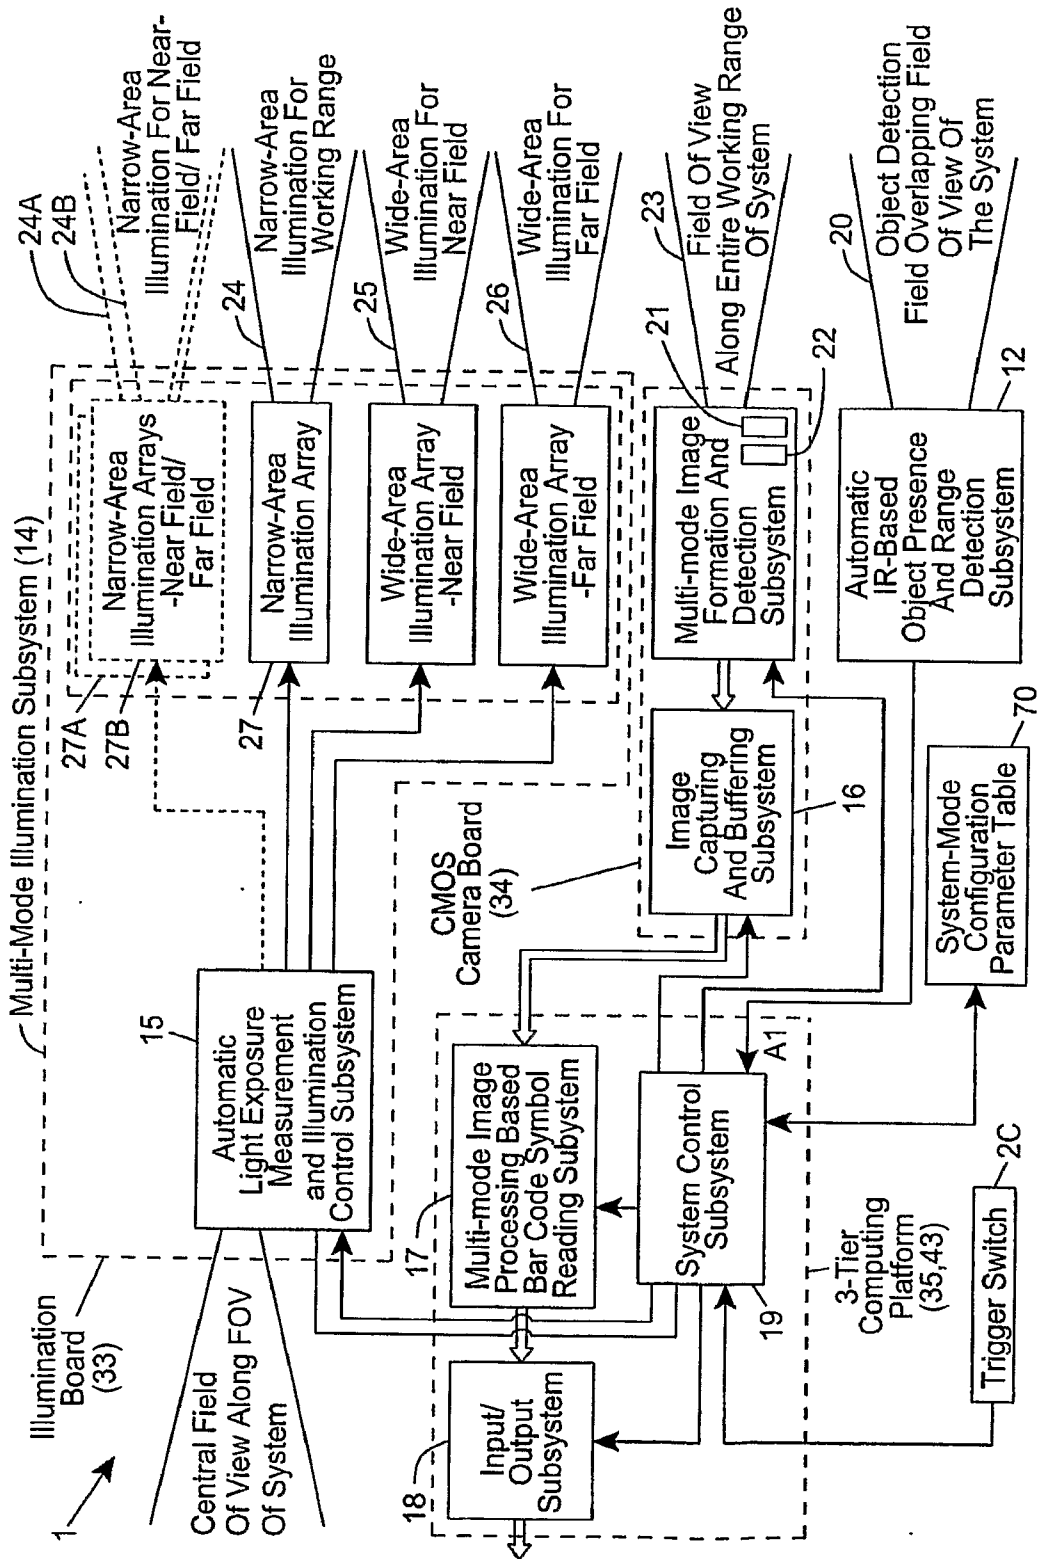 1
Illumination
Board
(33)
Multi-Mode Illumination Subsystem (14)
Central Field
Of View Along FOV
Of System
15
Automatic
Light Exposure
Measurement
and Illumination
Control Subsystem
27A
27B
Narrow-Area
Illumination Arrays
-Near Field/
Far Field
24A
24B
Narrow-Area
Illumination For Near-
Field/ Far Field
27
Narrow-Area
Illumination Array
24
Narrow-Area
Illumination For
Working Range
Wide-Area
Illumination Array
-Near Field
25
Wide-Area
Illumination For
Near Field
Wide-Area
Illumination Array
-Far Field
26
Wide-Area
Illumination For
Far Field
CMOS
Camera Board
(34)
18
Input/
Output
Subsystem
17
Multi-mode Image
Processing Based
Bar Code Symbol
Reading Subystem
Image
Capturing
And Buffering
Subsystem
16
Multi-mode Image
Formation And
Detection
Subsystem
21
22
23
Field Of View
Along Entire Working Range
Of System
System Control
Subsystem
19
A1
Automatic
IR-Based
Object Presence
And Range
Detection
Subsystem
12
20
Object Detection
Field Overlapping Field
Of View Of
The System
3-Tier
Computing
Platform
(35,43)
System-Mode
Configuration
Parameter Table
70
Trigger Switch
2C